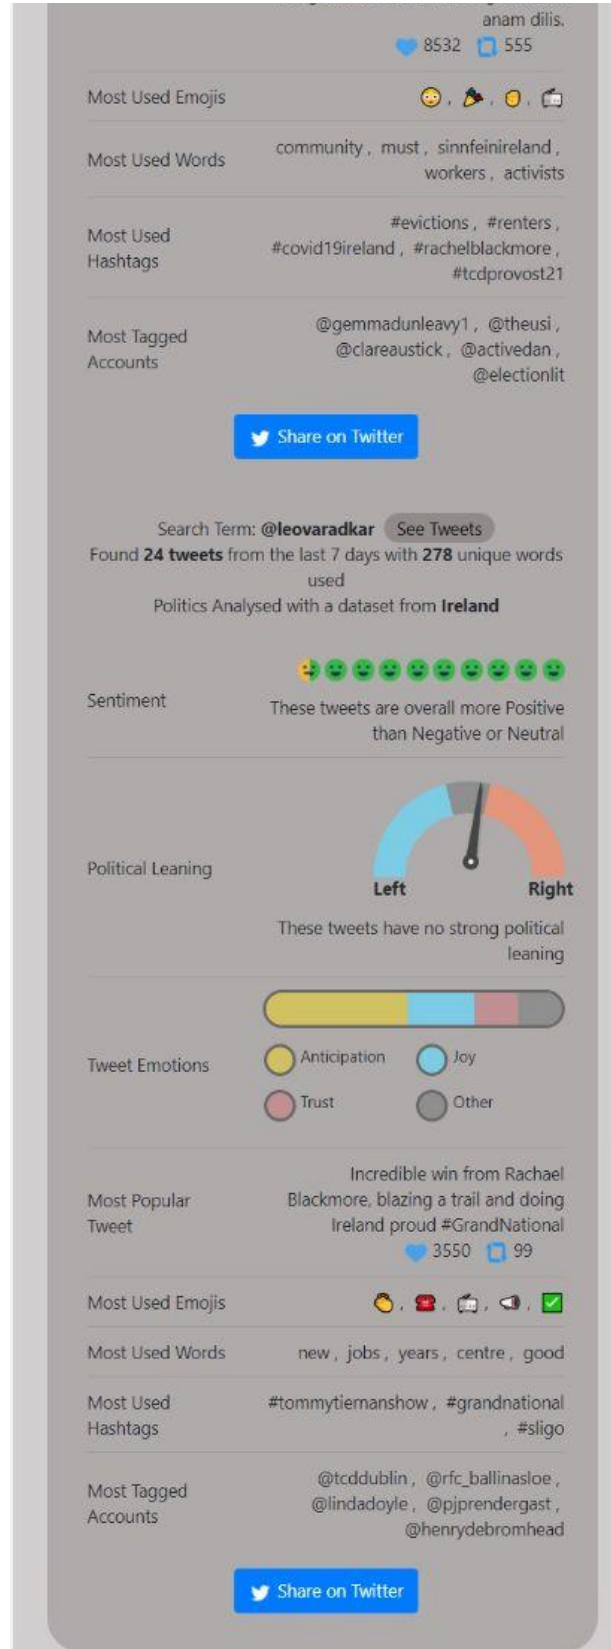 anam dilis.
8532 555
Most Used Emojis
Most Used Words
community , must , sinnfeinireland ,
workers , activists
Most Used
Hashtags
#evictions , #renters ,
#covid19ireland , #rachelblackmore ,
#tcdprovost21
Most Tagged
Accounts
@gemmadunleavy1 , @theusi ,
@clareaustick , @activedan ,
@electionlit
Share on Twitter
Search Term: @leovaradkar See Tweets
Found 24 tweets from the last 7 days with 278 unique words
used
Politics Analysed with a dataset from Ireland
Sentiment
These tweets are overall more Positive
than Negative or Neutral
Political Leaning
Left Right
These tweets have no strong political
leaning
Tweet Emotions
Anticipation Joy
Trust Other
Most Popular
Tweet
Incredible win from Rachael
Blackmore, blazing a trail and doing
Ireland proud #GrandNational
3550 99
Most Used Emojis
Most Used Words
new , jobs , years , centre , good
Most Used
Hashtags
#tommytiernanshow , #grandnational
, #sligo
Most Tagged
Accounts
@tcddublin , @rfc_ballinasloe ,
@lindadoyle , @pjprendergast ,
@henrydebromhead
Share on Twitter